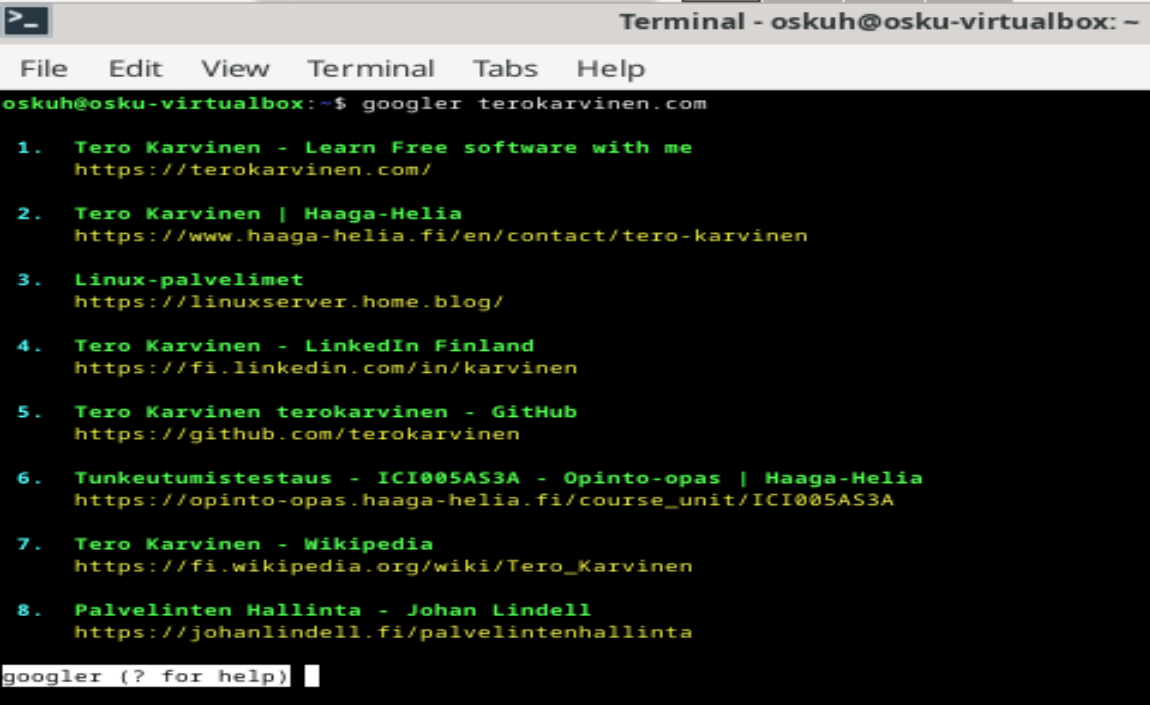 >_ Terminal - oskuh@osku-virtualbox: ~
File Edit View Terminal Tabs Help
oskuh@osku-virtualbox:~$ googler terokarvinen.com
1. Tero Karvinen - Learn Free software with me
https://terokarvinen.com/
2. Tero Karvinen | Haaga-Helia
https://www.haaga-helia.fi/en/contact/tero-karvinen
3. Linux-palvelimet
https://linuxserver.home.blog/
4. Tero Karvinen - LinkedIn Finland
https://fi.linkedin.com/in/karvinen
5. Tero Karvinen terokarvinen - GitHub
https://github.com/terokarvinen
6. Tunkeutumistestaus - ICI005AS3A - Opinto-opas | Haaga-Helia
https://opinto-opas.haaga-helia.fi/course_unit/ICI005AS3A
7. Tero Karvinen - Wikipedia
https://fi.wikipedia.org/wiki/Tero_Karvinen
8. Palvelinten Hallinta - Johan Lindell
https://johanlindell.fi/palvelintenhallinta
googler (? for help)